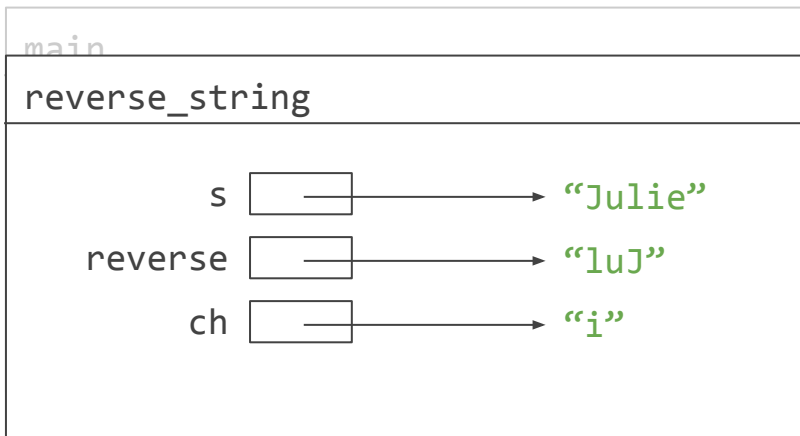 main
reverse_string
s “Julie”
reverse “luJ”
ch “i”